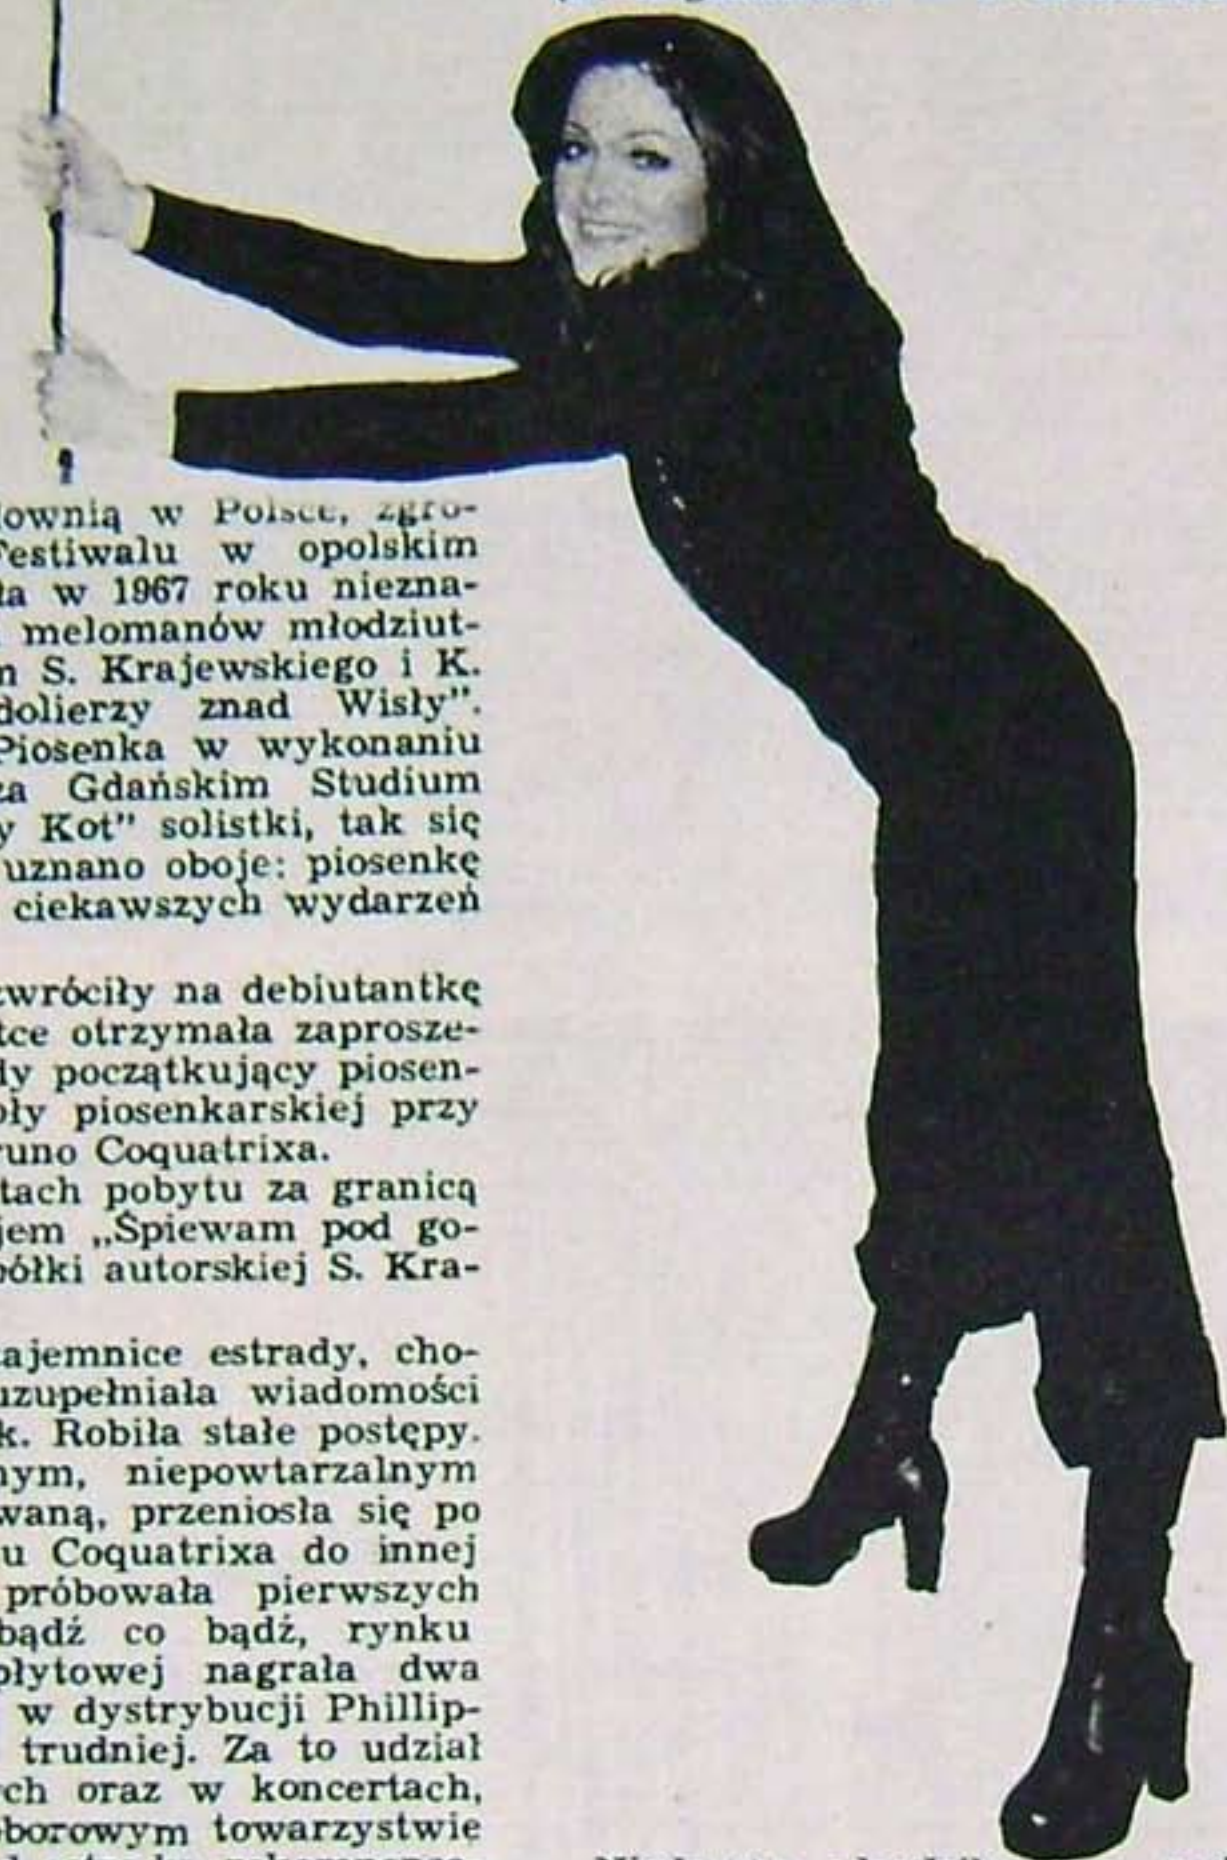 ownią w Polsce, zgro-
Festiwalu w opolskim
ła w 1967 roku niezna-
melomanów młodziut-
S. Krajewskiego i K.
dolierzy znad Wisły".
Piosenka w wykonaniu
za Gdańskim Studium
y Kot" solistki, tak się
uznano oboje: piosenkę
ciekawszych wydarzeń
zwróciły na debiutantkę
tce otrzymała zaprosze-
dy początkujący piosen-
oły piosenkarskiej przy
runo Coquatrixa.
tach pobytu za granicą
jem „Śpiewam pod go-
półki autorskiej S. Kra-
tajemnice estrady, cho-
uzupełniała wiadomości
k. Robiła stałe postępy.
nym, niepowtarzalnym
waną, przeniosła się po
u Coquatrixa do innej
próbowała pierwszych
bądź co bądź, rynku
płytowej nagrała dwa
w dystrybucji Phillip-
trudniej. Za to udział
ych oraz w koncertach,
borowym towarzystwie